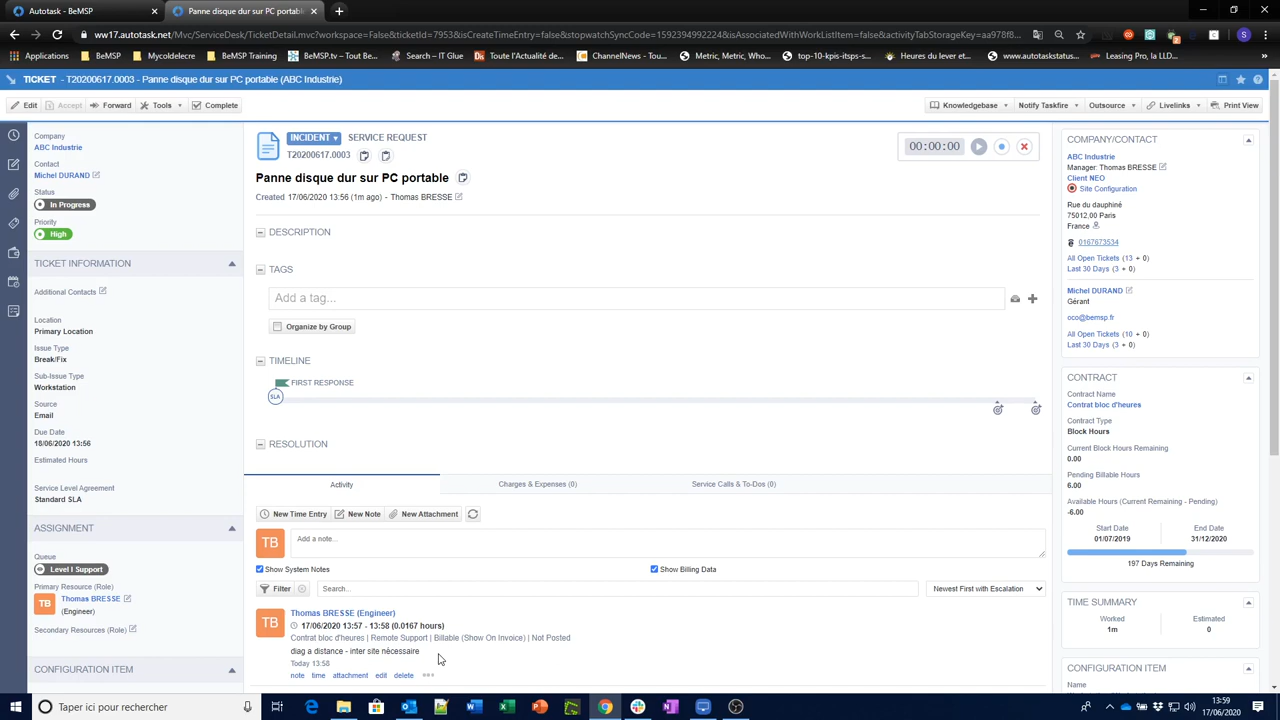 Autotask - BeMSP
Panne disque dur sur PC portable
ww17.autotask.net/Mvc/ServiceDesk/TicketDetail.mvc?workspace=False&ticketId=7953&isCreateTimeEntry=false&stopwatchSyncCode=1592394992224&isAssociatedWithWorkListItem=false&activityTabStorageKey=aa978f8...
Applications
BeMSP
Mycoldelecro
BeMSP Training
BeMSP.tv – Bout de...
Search – IT Glue
ChannelNews - Tou...
Metric, Metric, Who...
top-10-kpis-itsps-s...
Heures du lever et...
www.autotaskstatus...
Leasing Pro, la LLD...
TICKET - T20200617.0003 - Panne disque dur sur PC portable (ABC Industrie)
Edit Accept Forward Tools Complete
Knowledgebase Notify Taskfire Outsource Livelinks Print View
Company
ABC Industrie
Contact
Michel DURAND
Status
In Progress
Priority
High
TICKET INFORMATION
Additional Contacts
Location
Primary Location
Issue Type
Break/Fix
Sub-Issue Type
Workstation
Source
Email
Due Date
18/06/2020 13:56
Estimated Hours
Service Level Agreement
Standard SLA
ASSIGNMENT
Queue
Level I Support
Primary Resource (Role)
TB
Thomas BRESSE
(Engineer)
Secondary Resources (Role)
CONFIGURATION ITEM
INCIDENT SERVICE REQUEST
T20200617.0003
00:00:00
Panne disque dur sur PC portable
Created 17/06/2020 13:56 (1m ago) - Thomas BRESSE
DESCRIPTION
TAGS
Add a tag...
Organize by Group
TIMELINE
FIRST RESPONSE
SLA
RESOLUTION
Activity
Charges & Expenses (0)
Service Calls & To-Dos (0)
New Time Entry New Note New Attachment
TB
Add a note...
Show System Notes
Show Billing Data
Filter
Search...
Newest First with Escalation
TB
Thomas BRESSE (Engineer)
17/06/2020 13:57 - 13:58 (0.0167 hours)
Contrat bloc d'heures | Remote Support | Billable (Show On Invoice) | Not Posted
diag a distance - inter site nécessaire
Today 13:58
note time attachment edit delete
COMPANY/CONTACT
ABC Industrie
Manager: Thomas BRESSE
Client NEO
Site Configuration
Rue du dauphiné
75012,00 Paris
France
0167673534
All Open Tickets (13 + 0)
Last 30 Days (3 + 0)
Michel DURAND
Gérant
oco@bemsp.fr
All Open Tickets (10 + 0)
Last 30 Days (3 + 0)
CONTRACT
Contract Name
Contrat bloc d'heures
Contract Type
Block Hours
Current Block Hours Remaining
0.00
Pending Billable Hours
6.00
Available Hours (Current Remaining - Pending)
-6.00
Start Date
01/07/2019
End Date
31/12/2020
197 Days Remaining
TIME SUMMARY
Worked
1m
Estimated
0
CONFIGURATION ITEM
Name
Taper ici pour rechercher
13:59
17/06/2020